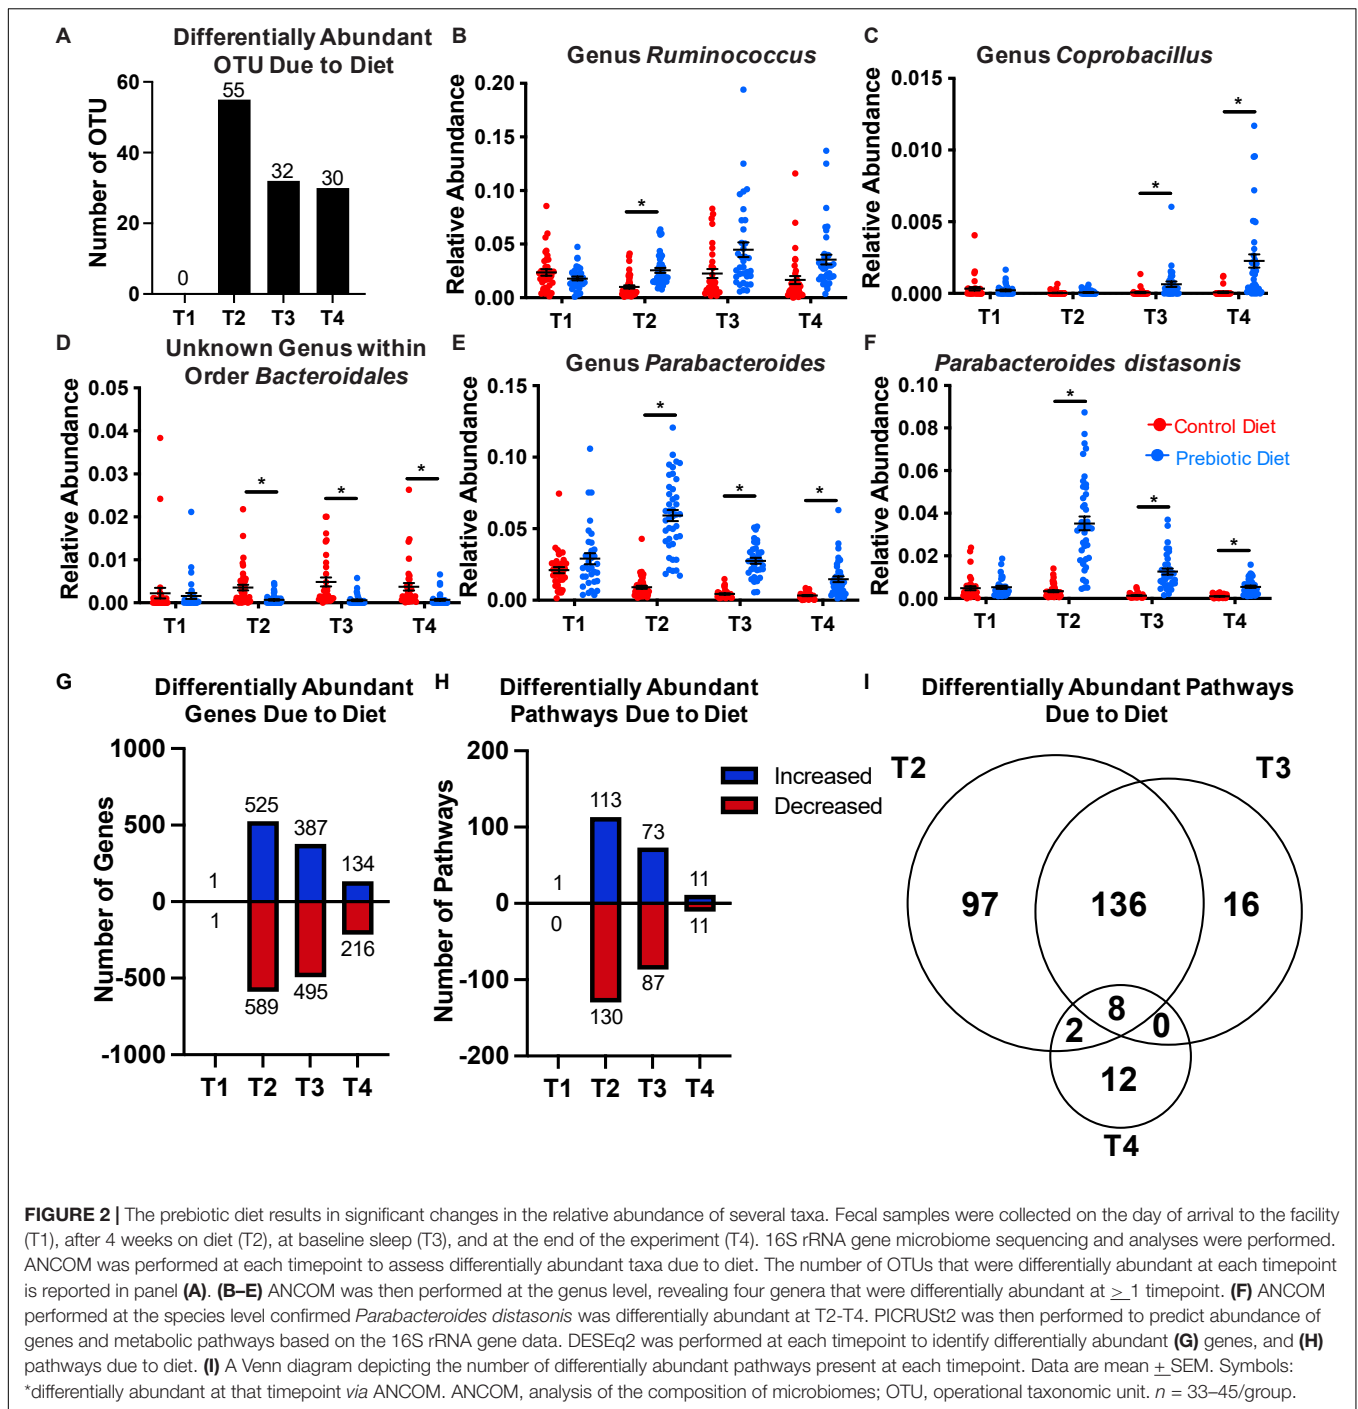 A
Differentially Abundant
OTU Due to Diet
Number of OTU
60
40
20
0
0
55
32
30
T1 T2 T3 T4
B
Genus Ruminococcus
Relative Abundance
0.20
0.15
0.10
0.05
0.00
*
T1 T2 T3 T4
C
Genus Coprobacillus
Relative Abundance
0.015
0.010
0.005
0.000
*
*
T1 T2 T3 T4
D
Unknown Genus within
Order Bacteroidales
Relative Abundance
0.05
0.04
0.03
0.02
0.01
0.00
*
*
*
T1 T2 T3 T4
E
Genus Parabacteroides
Relative Abundance
0.15
0.10
0.05
0.00
*
*
*
T1 T2 T3 T4
F
Parabacteroides distasonis
Relative Abundance
0.10
0.08
0.06
0.04
0.02
0.00
*
*
*
Control Diet
Prebiotic Diet
T1 T2 T3 T4
G
Differentially Abundant
Genes Due to Diet
Number of Genes
1000
500
0
-500
-1000
1
525
387
134
1
589
495
216
T1 T2 T3 T4
H
Differentially Abundant
Pathways Due to Diet
Number of Pathways
200
100
0
-100
-200
1
113
73
11
0
130
87
11
Increased
Decreased
T1 T2 T3 T4
I
Differentially Abundant Pathways
Due to Diet
T2
T3
97
136
16
8
2
0
12
T4
FIGURE 2 | The prebiotic diet results in significant changes in the relative abundance of several taxa. Fecal samples were collected on the day of arrival to the facility
(T1), after 4 weeks on diet (T2), at baseline sleep (T3), and at the end of the experiment (T4). 16S rRNA gene microbiome sequencing and analyses were performed.
ANCOM was performed at each timepoint to assess differentially abundant taxa due to diet. The number of OTUs that were differentially abundant at each timepoint
is reported in panel (A). (B–E) ANCOM was then performed at the genus level, revealing four genera that were differentially abundant at > 1 timepoint. (F) ANCOM
performed at the species level confirmed Parabacteroides distasonis was differentially abundant at T2-T4. PICRUSt2 was then performed to predict abundance of
genes and metabolic pathways based on the 16S rRNA gene data. DESEq2 was performed at each timepoint to identify differentially abundant (G) genes, and (H)
pathways due to diet. (I) A Venn diagram depicting the number of differentially abundant pathways present at each timepoint. Data are mean + SEM. Symbols:
*differentially abundant at that timepoint via ANCOM. ANCOM, analysis of the composition of microbiomes; OTU, operational taxonomic unit. n = 33–45/group.